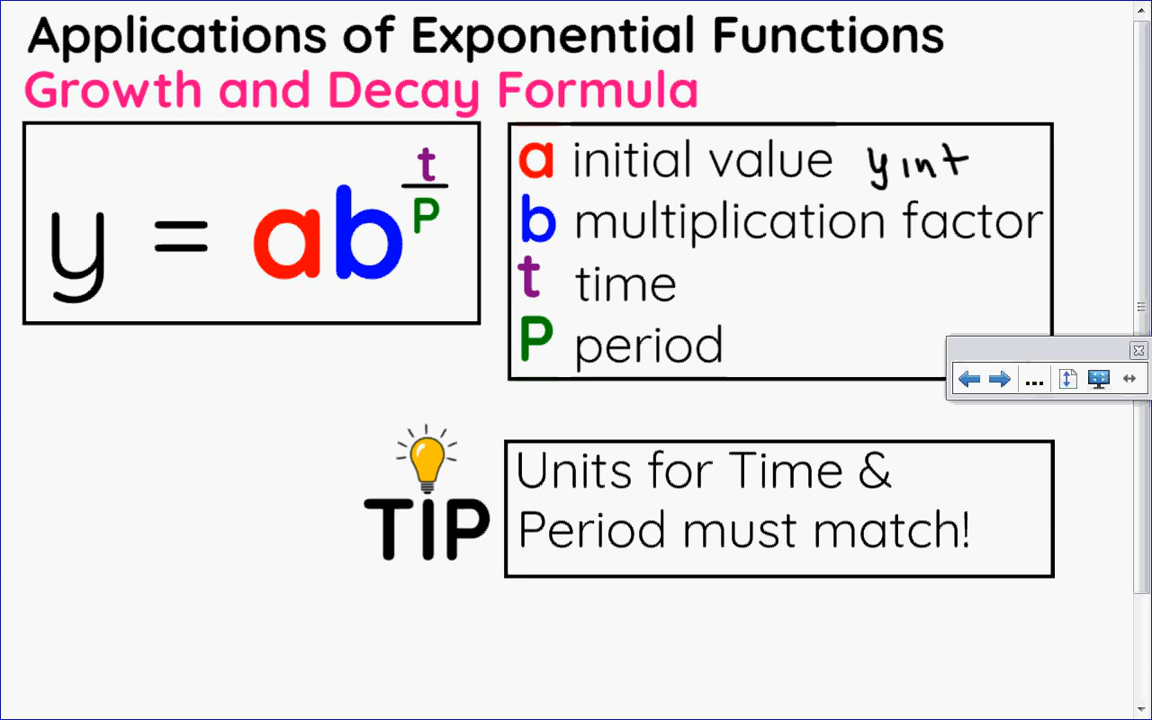 Applications of Exponential Functions
Growth and Decay Formula
y = ab^(t/P)
a initial value y int
b multiplication factor
t time
P period
TIP
Units for Time &
Period must match!